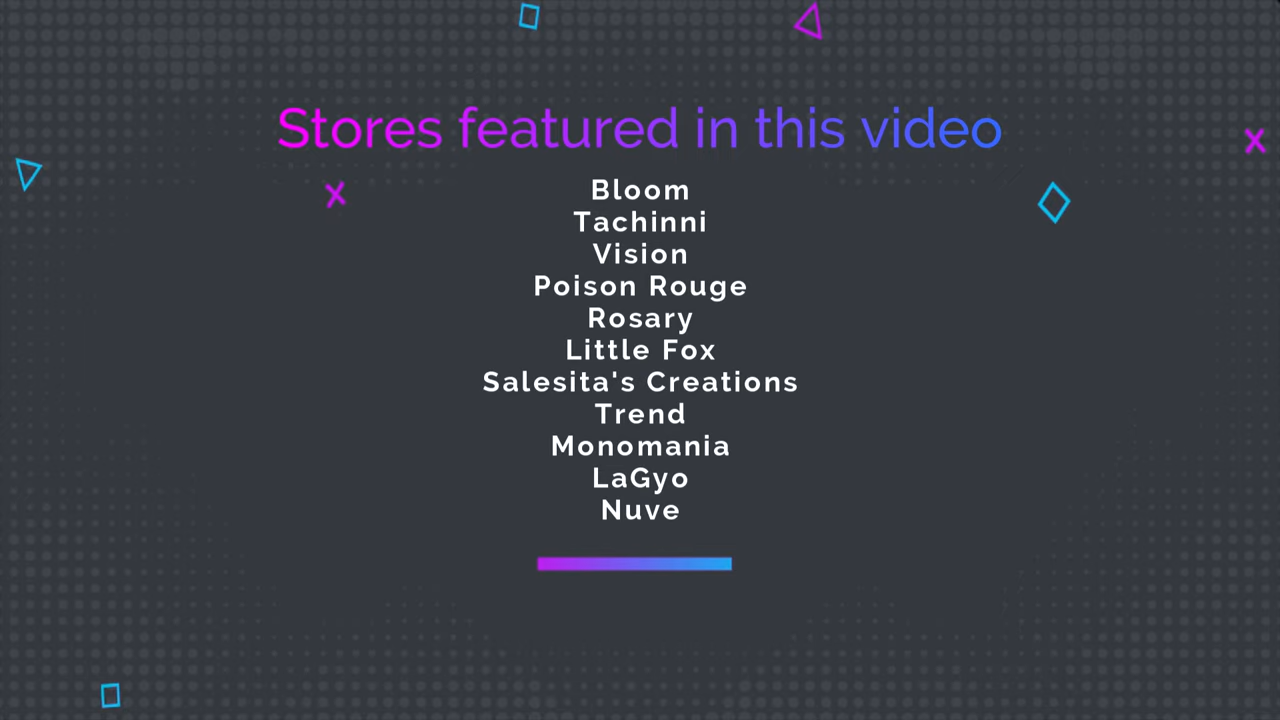 Stores featured in this video
Bloom
Tachinni
Vision
Poison Rouge
Rosary
Little Fox
Salesita's Creations
Trend
Monomania
LaGyo
Nuve